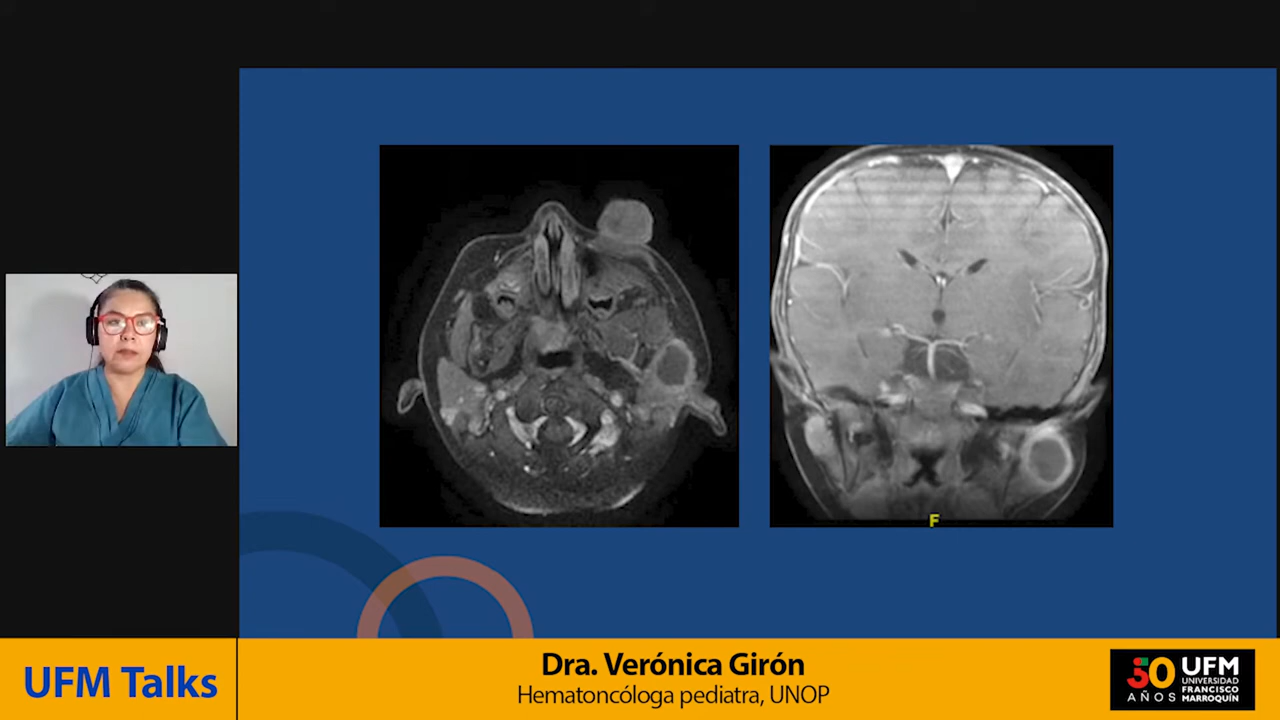 F
UFM Talks
Dra. Verónica Girón
Hematoncóloga pediatra, UNOP
50
AÑOS
UFM
UNIVERSIDAD
FRANCISCO
MARROQUÍN